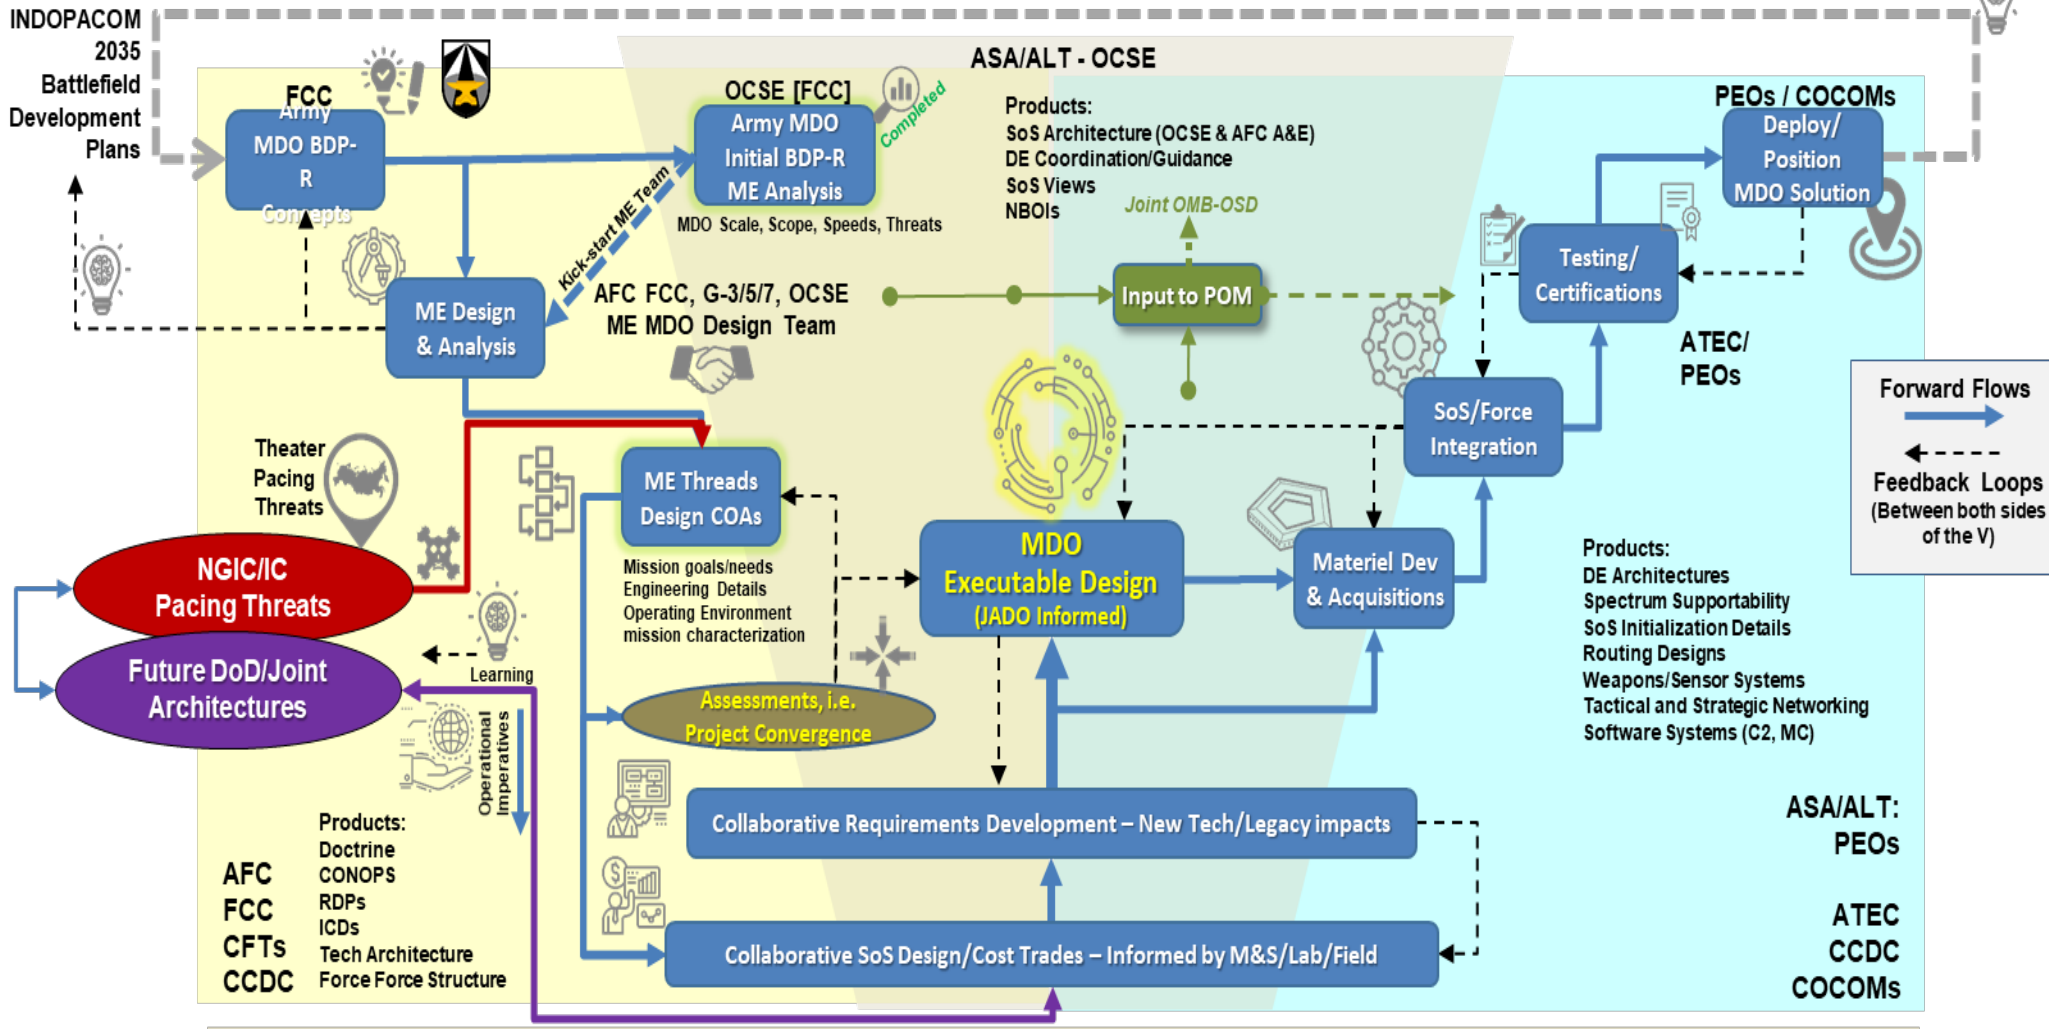 INDOPACOM
2035
Battlefield
Development
Plans
FCC
Army
MDO BDP-
R
Concepts
OCSE [FCC]
Army MDO
Initial BDP-R
ME Analysis
Completed
MDO Scale, Scope, Speeds, Threats
Kick-start ME Team
ASA/ALT - OCSE
Products:
SoS Architecture (OCSE & AFC A&E)
DE Coordination/Guidance
SoS Views
NBOIs
Joint OMB-OSD
Input to POM
PEOs / COCOMs
Deploy/
Position
MDO Solution
Testing/
Certifications
ATEC/
PEOs
ME Design
& Analysis
AFC FCC, G-3/5/7, OCSE
ME MDO Design Team
SoS/Force
Integration
Forward Flows
Feedback Loops
(Between both sides
of the V)
Theater
Pacing
Threats
ME Threads
Design COAs
Mission goals/needs
Engineering Details
Operating Environment
mission characterization
NGIC/IC
Pacing Threats
Future DoD/Joint
Architectures
Learning
Operational
Imperatives
MDO
Executable Design
(JADO Informed)
Materiel Dev
& Acquisitions
Assessments, i.e.
Project Convergence
Products:
DE Architectures
Spectrum Supportability
SoS Initialization Details
Routing Designs
Weapons/Sensor Systems
Tactical and Strategic Networking
Software Systems (C2, MC)
Collaborative Requirements Development – New Tech/Legacy impacts
Collaborative SoS Design/Cost Trades – Informed by M&S/Lab/Field
AFC
FCC
CFTs
CCDC
Products:
Doctrine
CONOPS
RDPs
ICDs
Tech Architecture
Force Force Structure
ASA/ALT:
PEOs
ATEC
CCDC
COCOMs